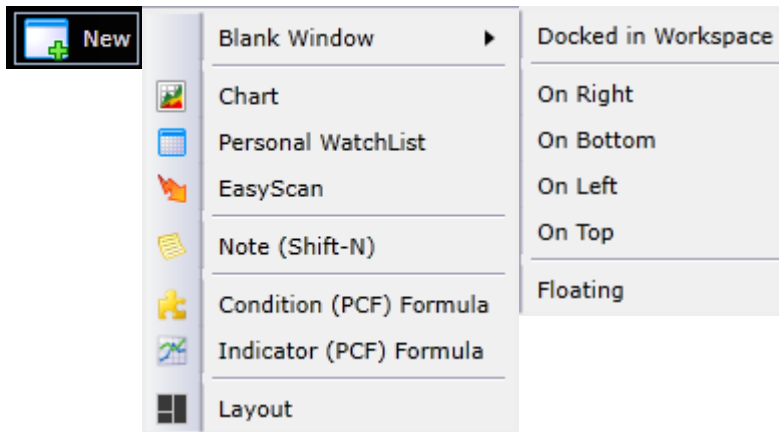 New
Blank Window
Chart
Personal WatchList
EasyScan
Note (Shift-N)
Condition (PCF) Formula
Indicator (PCF) Formula
Layout
Docked in Workspace
On Right
On Bottom
On Left
On Top
Floating